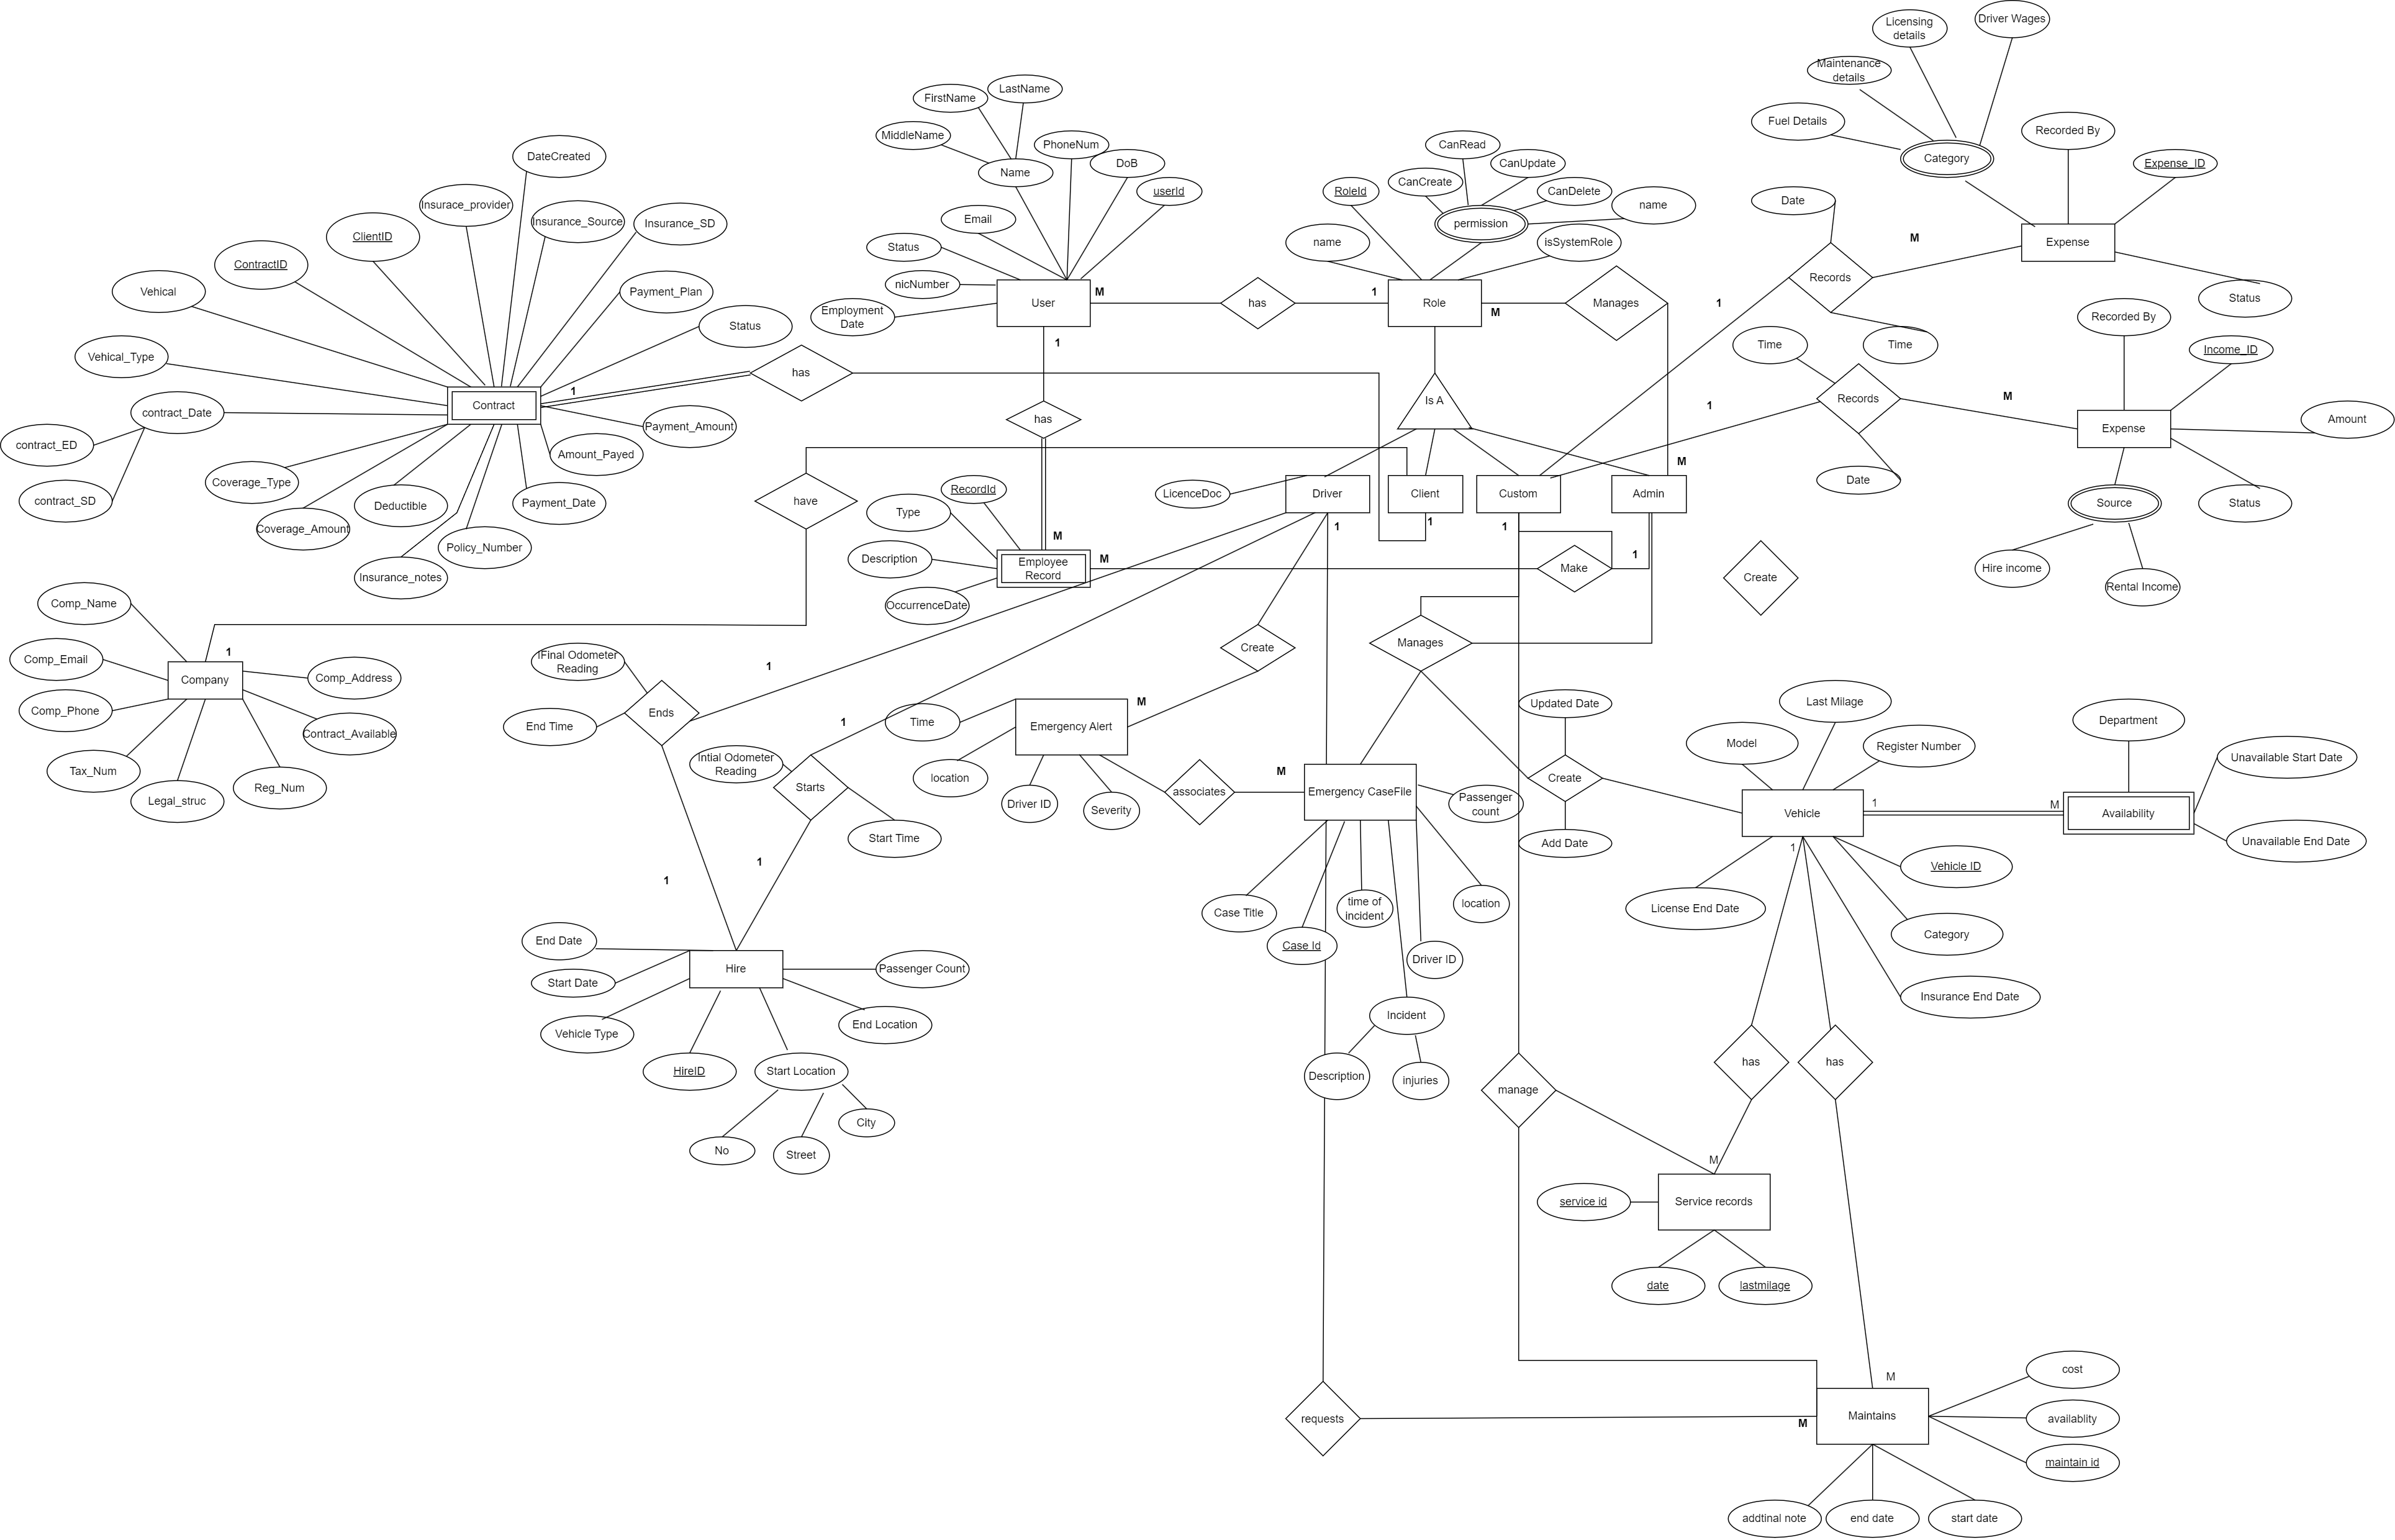 Licensing
details
Driver Wages
Maintenance
details
Fuel Details
Category
Recorded By
Expense_ID
Expense
Status
Date
Records
Time
M
1
FirstName
LastName
MiddleName
Name
PhoneNum
DoB
userId
Email
Status
nicNumber
Employment
Date
User
M
has
1
Role
RoleId
name
CanRead
CanCreate
CanUpdate
CanDelete
name
permission
isSystemRole
M
Manages
DateCreated
Insurace_provider
Insurance_Source
Insurance_SD
ClientID
ContractID
Vehical
Payment_Plan
Status
Vehical_Type
contract_Date
contract_ED
contract_SD
Contract
1
has
Payment_Amount
Amount_Payed
Payment_Date
Coverage_Type
Coverage_Amount
Deductible
Policy_Number
Insurance_notes
1
has
M
RecordId
Type
Description
OccurrenceDate
Employee
Record
M
have
Is A
LicenceDoc
Driver
Client
Custom
Admin
M
1
1
1
1
Make
Time
Records
Date
1
M
Recorded By
Income_ID
Amount
Expense
Status
Source
Hire income
Rental Income
Create
Comp_Name
Comp_Email
Comp_Phone
Tax_Num
Legal_struc
Reg_Num
Comp_Address
Contract_Available
Company
1
IFinal Odometer
Reading
End Time
Ends
1
Intial Odometer
Reading
Starts
Start Time
1
1
1
Create
M
Time
Emergency Alert
location
Driver ID
Severity
associates
M
Emergency CaseFile
Passenger
count
Case Title
Case Id
time of
incident
Driver ID
location
Incident
Description
injuries
Manages
Updated Date
Create
Add Date
Model
Last Milage
Register Number
Vehicle
1
M
Department
Availability
Unavailable Start Date
Unavailable End Date
1
License End Date
Vehicle ID
Category
Insurance End Date
End Date
Start Date
Vehicle Type
Hire
Passenger Count
End Location
HireID
Start Location
No
Street
City
manage
has
has
M
service id
Service records
date
lastmilage
requests
M
M
Maintains
cost
availablity
maintain id
addtinal note
end date
start date